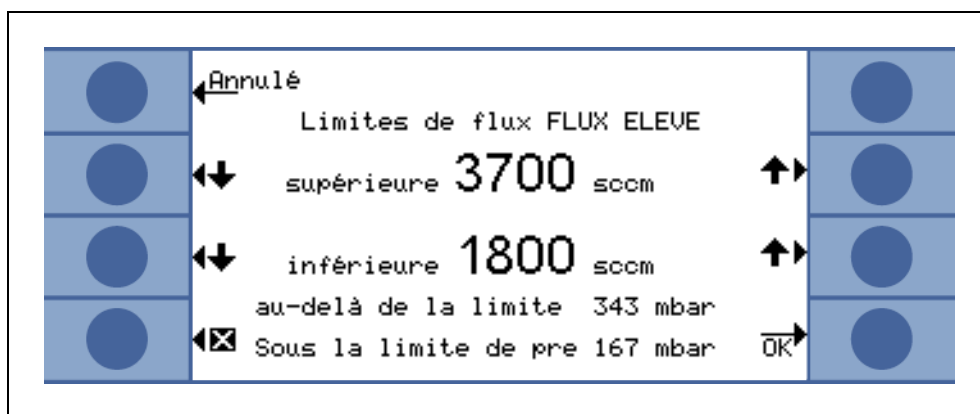 Annulé
Limites de flux FLUX ELEVE
supérieure 3700 sccm
inférieure 1800 sccm
au-delà de la limite 343 mbar
Sous la limite de pre 167 mbar
OK